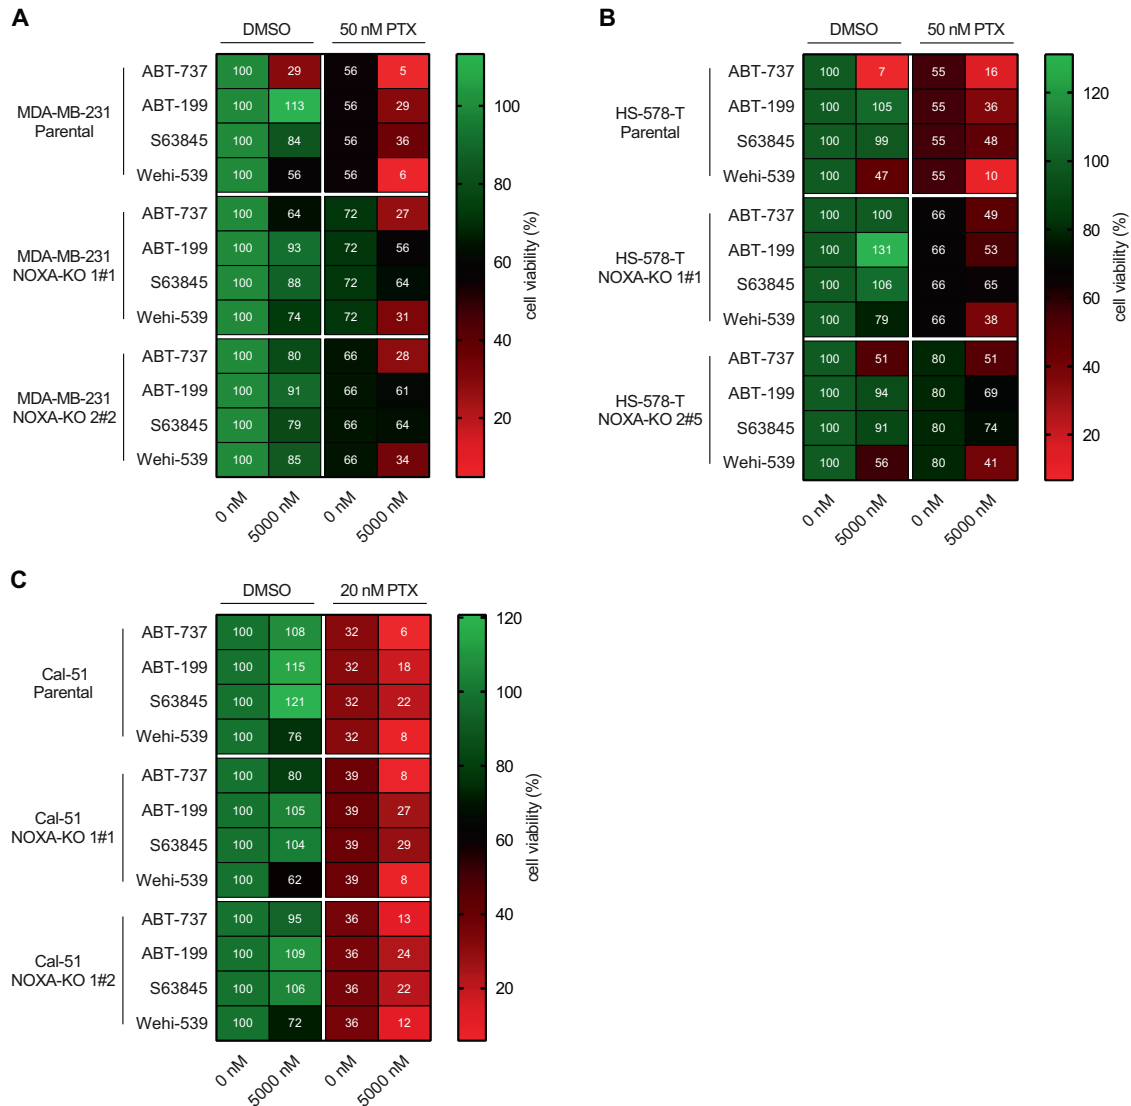 A
DMSO 50 nM PTX
MDA-MB-231
Parental
ABT-737 100 29 56 5
ABT-199 100 113 56 29
S63845 100 84 56 36
Wehi-539 100 56 56 6
MDA-MB-231
NOXA-KO 1#1
ABT-737 100 64 72 27
ABT-199 100 93 72 56
S63845 100 88 72 64
Wehi-539 100 74 72 31
MDA-MB-231
NOXA-KO 2#2
ABT-737 100 80 66 28
ABT-199 100 91 66 61
S63845 100 79 66 64
Wehi-539 100 85 66 34
0 nM 5000 nM 0 nM 5000 nM
100
80
60
40
20
cell viability (%)
B
DMSO 50 nM PTX
HS-578-T
Parental
ABT-737 100 7 55 16
ABT-199 100 105 55 36
S63845 100 99 55 48
Wehi-539 100 47 55 10
HS-578-T
NOXA-KO 1#1
ABT-737 100 100 66 49
ABT-199 100 131 66 53
S63845 100 106 66 65
Wehi-539 100 79 66 38
HS-578-T
NOXA-KO 2#5
ABT-737 100 51 80 51
ABT-199 100 94 80 69
S63845 100 91 80 74
Wehi-539 100 56 80 41
0 nM 5000 nM 0 nM 5000 nM
120
100
80
60
40
20
cell viability (%)
C
DMSO 20 nM PTX
Cal-51
Parental
ABT-737 100 108 32 6
ABT-199 100 115 32 18
S63845 100 121 32 22
Wehi-539 100 76 32 8
Cal-51
NOXA-KO 1#1
ABT-737 100 80 39 8
ABT-199 100 105 39 27
S63845 100 104 39 29
Wehi-539 100 62 39 8
Cal-51
NOXA-KO 1#2
ABT-737 100 95 36 13
ABT-199 100 109 36 24
S63845 100 106 36 22
Wehi-539 100 72 36 12
0 nM 5000 nM 0 nM 5000 nM
120
100
80
60
40
20
cell viability (%)